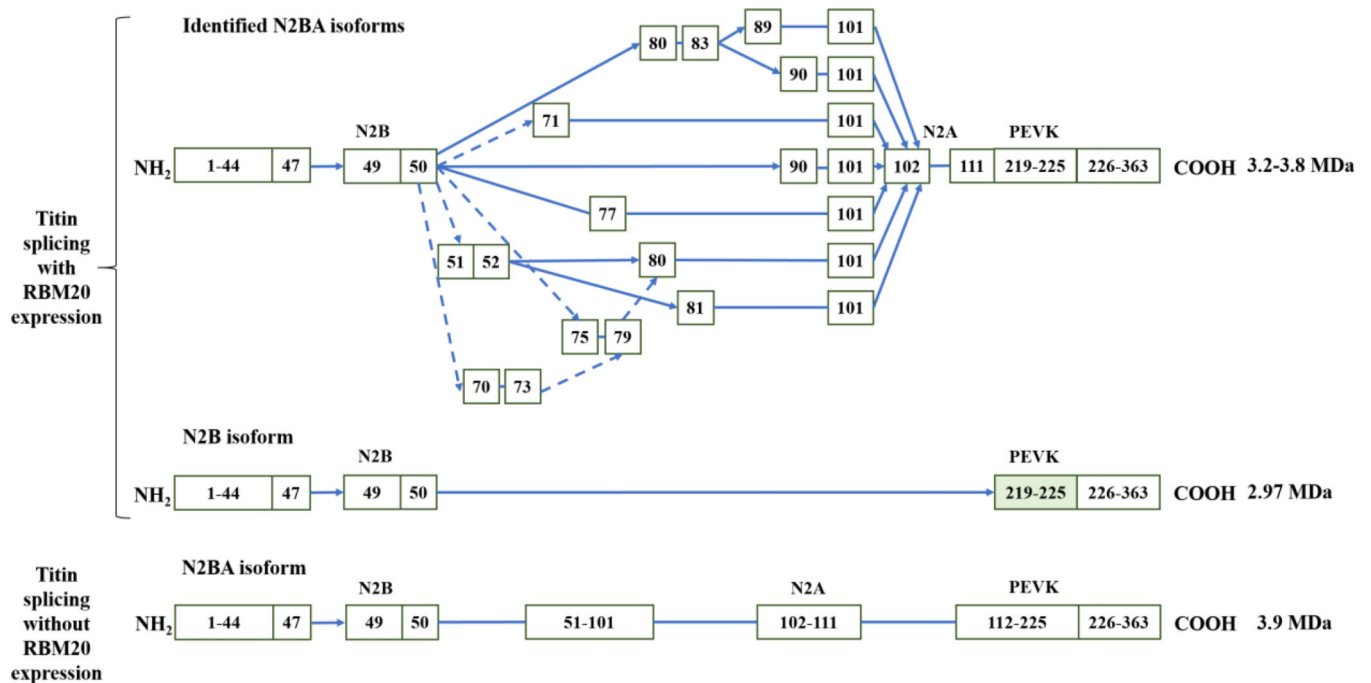 Identified N2BA isoforms
89
101
80
83
90
101
71
101
N2B
N2A
PEVK
NH2
1-44
47
49
50
90
101
102
111
219-225
226-363
COOH
3.2-3.8 MDa
77
101
Titin
splicing
with
RBM20
expression
51
52
80
101
81
101
75
79
70
73
N2B isoform
N2B
PEVK
NH2
1-44
47
49
50
219-225
226-363
COOH
2.97 MDa
Titin
splicing
without
RBM20
expression
N2BA isoform
N2B
N2A
PEVK
NH2
1-44
47
49
50
51-101
102-111
112-225
226-363
COOH
3.9 MDa